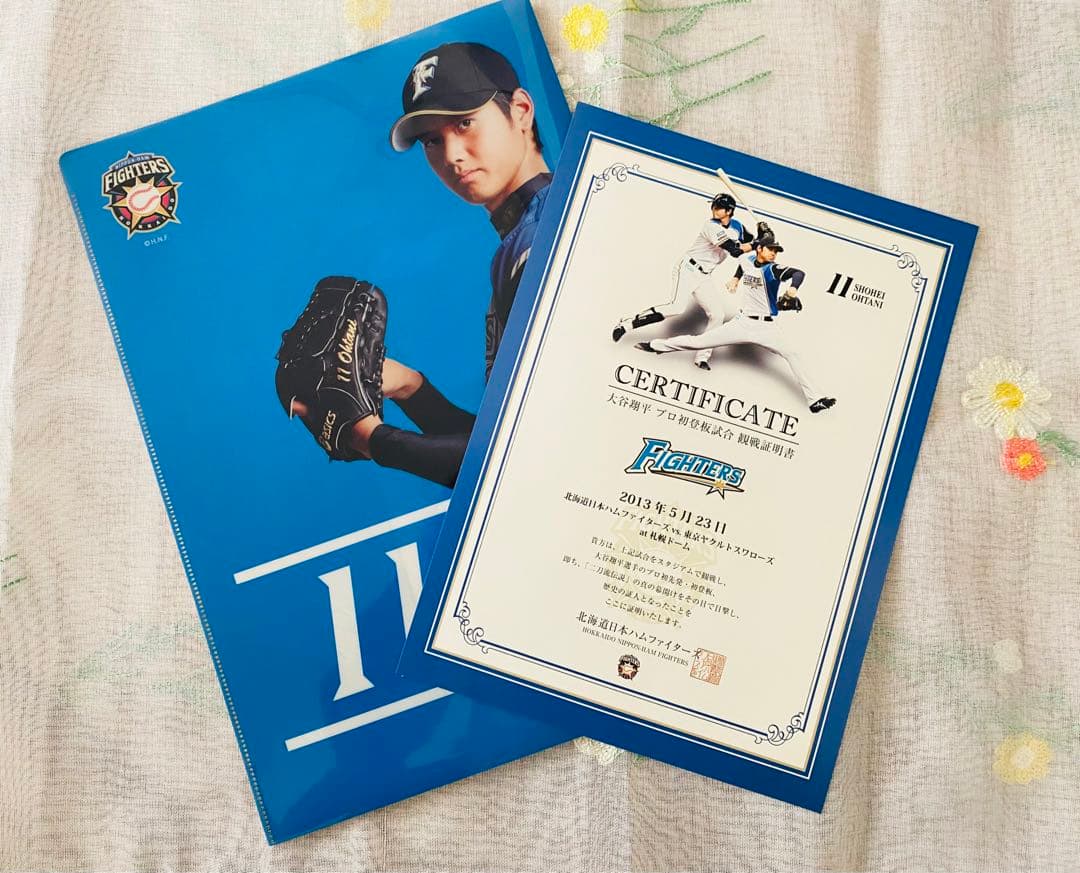 NIPPON-HAM
FIGHTERS
HOKKAIDO
©H.N.F.
F
11 Ohtani
asics
11
11 SHOHEI
OHTANI
CERTIFICATE
大谷翔平 プロ初登板試合 観戦証明書
FIGHTERS
2013年5月23日
北海道日本ハムファイターズ vs. 東京ヤクルトスワローズ
at 札幌ドーム
貴方は、上記試合をスタジアムで観戦し、
大谷翔平選手のプロ初先発・初登板、
即ち、「二刀流伝説」の真の幕開けをその目で目撃し、
歴史の証人となったことを
ここに証明いたします。
北海道日本ハムファイターズ
HOKKAIDO NIPPON-HAM FIGHTERS